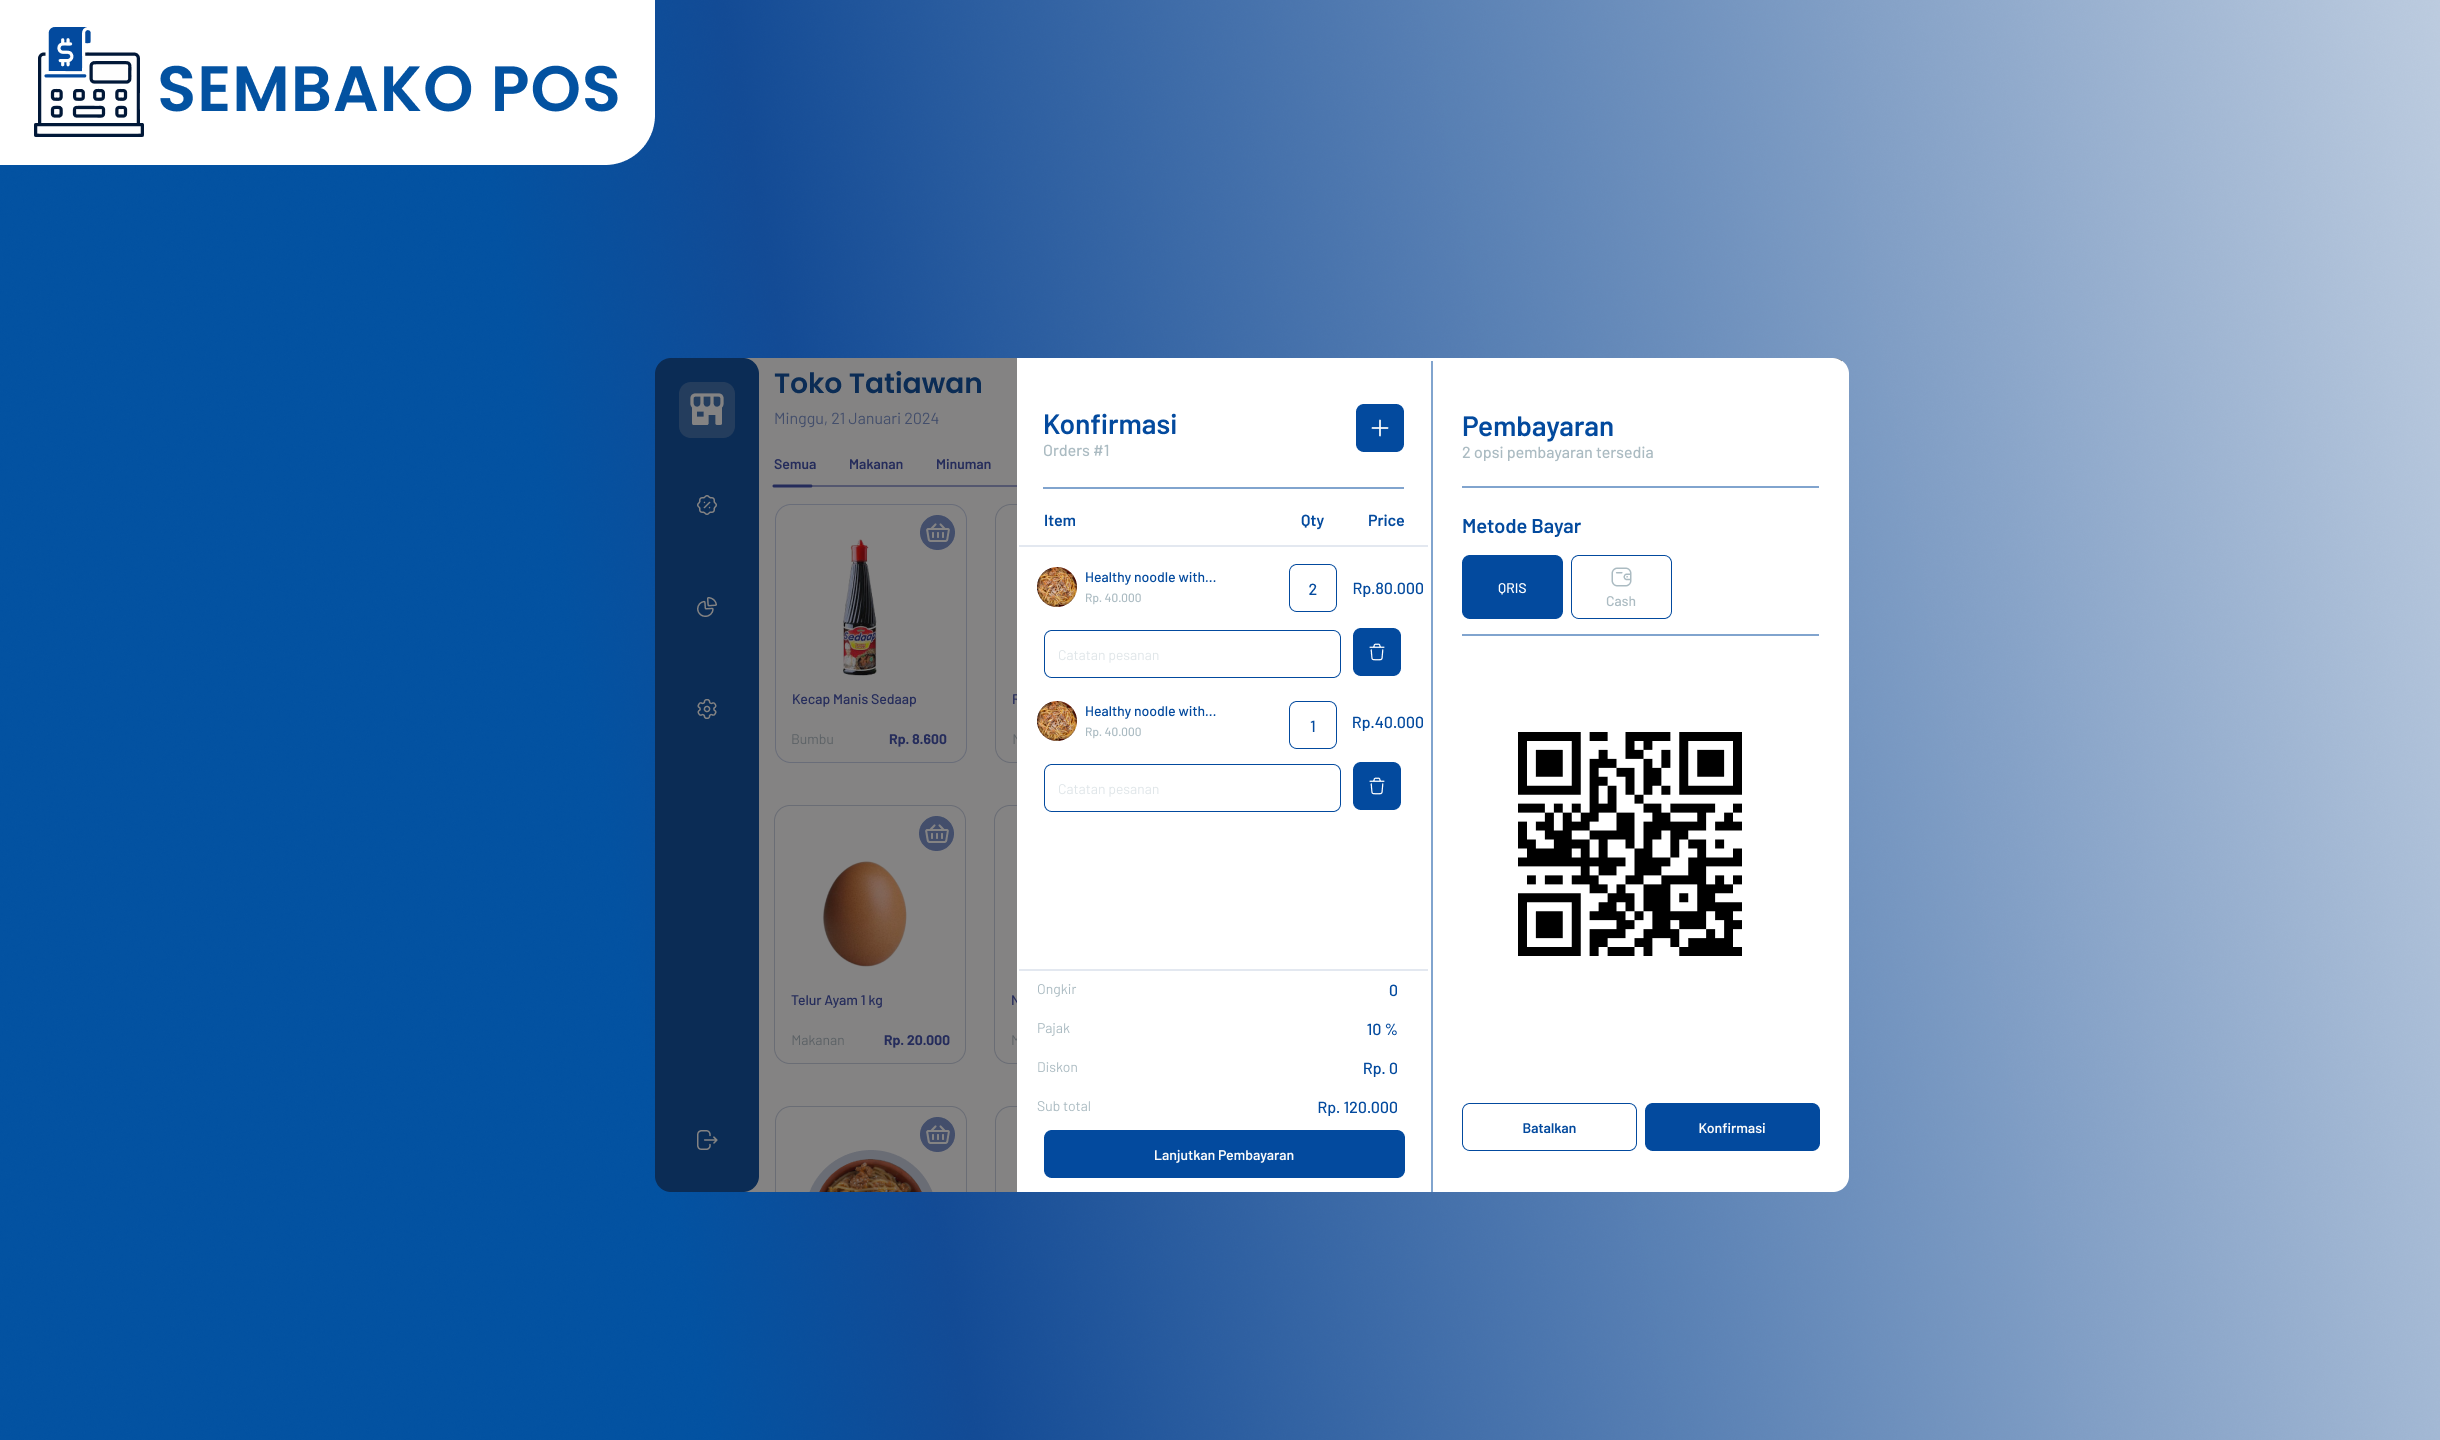 $
SEMBAKO POS
Toko Tatiawan
Minggu, 21 Januari 2024
Semua Makanan Minuman
Sedaap
Kecap Manis Sedaap
Bumbu Rp. 8.600
Telur Ayam 1 kg
Makanan Rp. 20.000
Konfirmasi
Orders #1
Item Qty Price
Healthy noodle with... 2 Rp.80.000
Rp. 40.000
Catatan pesanan
Healthy noodle with... 1 Rp.40.000
Rp. 40.000
Catatan pesanan
Ongkir 0
Pajak 10 %
Diskon Rp. 0
Sub total Rp. 120.000
Lanjutkan Pembayaran
Pembayaran
2 opsi pembayaran tersedia
Metode Bayar
QRIS Cash
Batalkan Konfirmasi